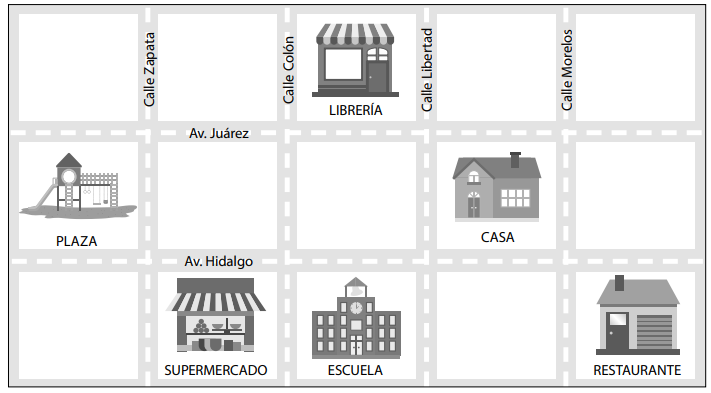 Calle Zapata
Calle Colón
Calle Libertad
Calle Morelos
LIBRERÍA
Av. Juárez
PLAZA
CASA
Av. Hidalgo
SUPERMERCADO
ESCUELA
RESTAURANTE